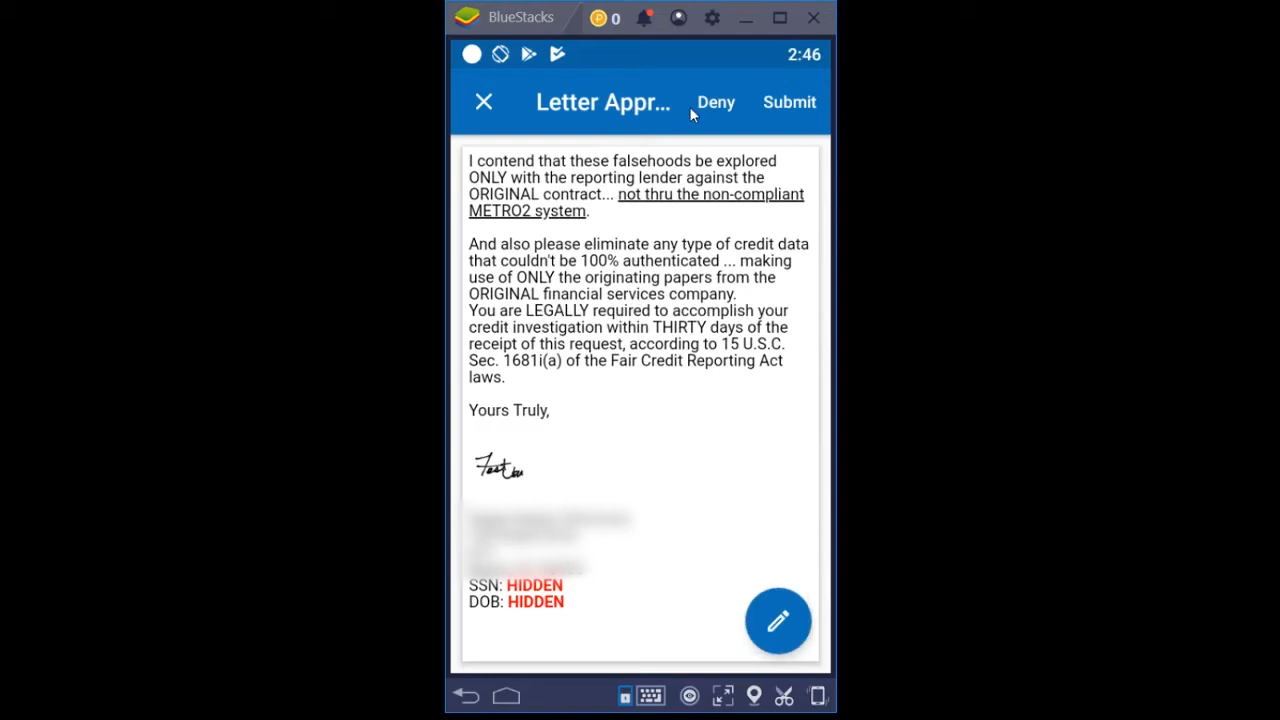 BlueStacks
0
2:46
Letter Appr... Deny Submit
I contend that these falsehoods be explored
ONLY with the reporting lender against the
ORIGINAL contract... not thru the non-compliant
METRO2 system.
And also please eliminate any type of credit data
that couldn't be 100% authenticated ... making
use of ONLY the originating papers from the
ORIGINAL financial services company.
You are LEGALLY required to accomplish your
credit investigation within THIRTY days of the
receipt of this request, according to 15 U.S.C.
Sec. 1681i(a) of the Fair Credit Reporting Act
laws.
Yours Truly,
SSN: HIDDEN
DOB: HIDDEN